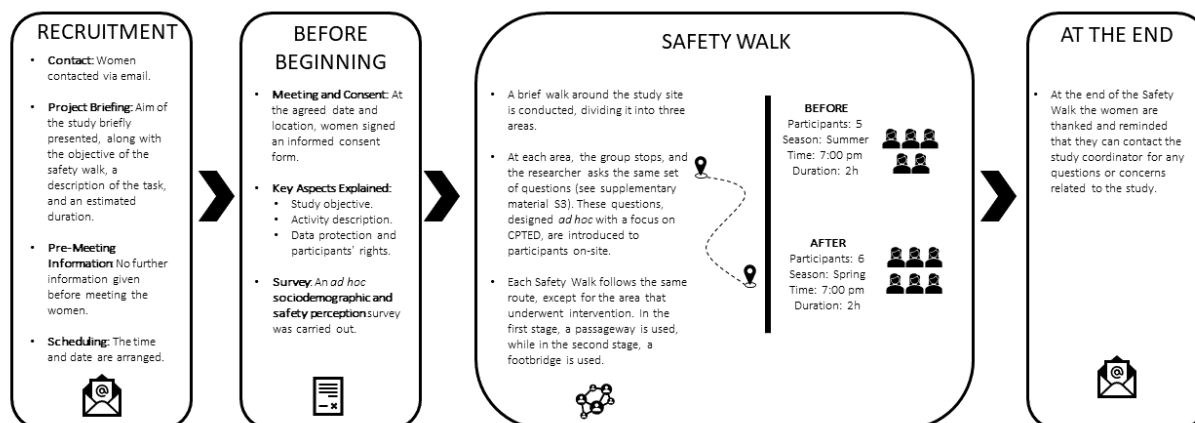 RECRUITMENT
• Contact: Women
contacted via email.
• Project Briefing: Aim of
the study briefly
presented, along with
the objective of the
safety walk, a
description of the task,
and an estimated
duration.
• Pre-Meeting
Information: No further
information given
before meeting the
women.
• Scheduling: The time
and date are arranged.
@
BEFORE
BEGINNING
• Meeting and Consent: At
the agreed date and
location, women signed
an informed consent
form.
• Key Aspects Explained:
• Study objective.
• Activity description.
• Data protection and
participants' rights.
• Survey: An ad hoc
sociodemographic and
safety perception survey
was carried out.
SAFETY WALK
• A brief walk around the study site
is conducted, dividing it into three
areas.
• At each area, the group stops, and
the researcher asks the same set
of questions (see supplementary
material S3). These questions,
designed ad hoc with a focus on
CPTED, are introduced to
participants on-site.
• Each Safety Walk follows the same
route, except for the area that
underwent intervention. In the
first stage, a passageway is used,
while in the second stage, a
footbridge is used.
BEFORE
Participants: 5
Season: Summer
Time: 7:00 pm
Duration: 2h
AFTER
Participants: 6
Season: Spring
Time: 7:00 pm
Duration: 2h
AT THE END
• At the end of the Safety
Walk the women are
thanked and reminded
that they can contact the
study coordinator for any
questions or concerns
related to the study.
@